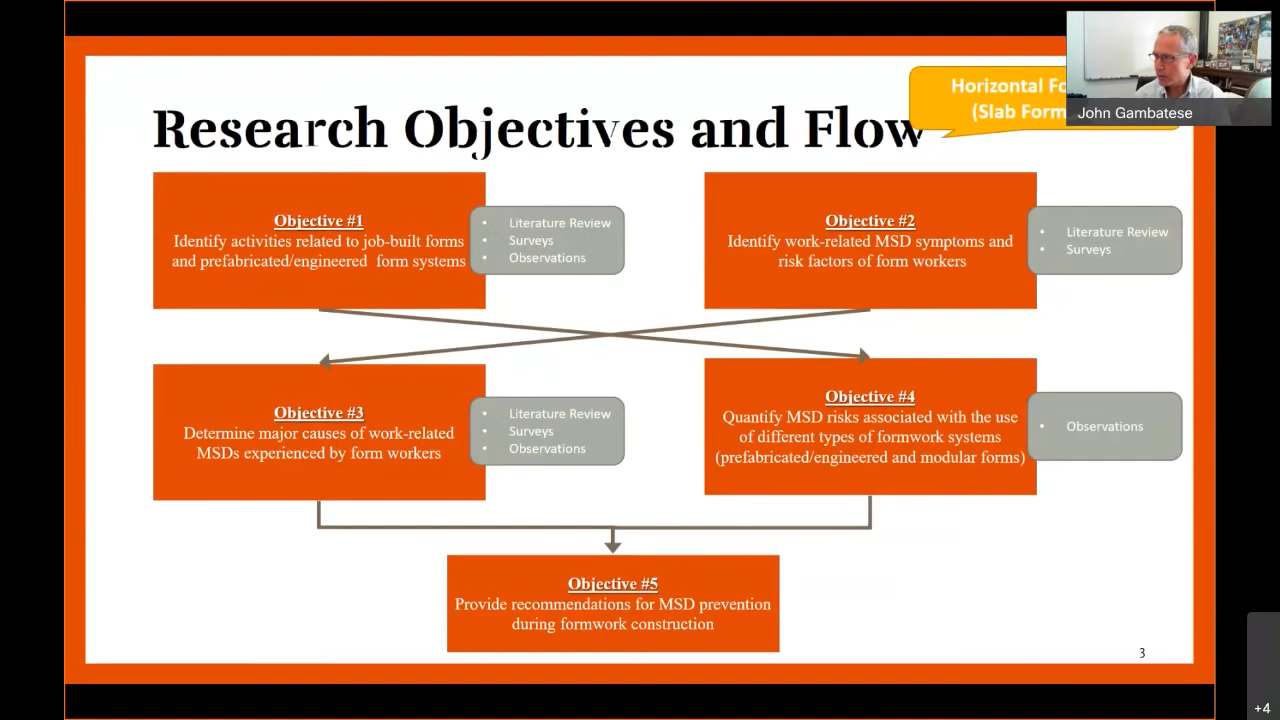 Horizontal
(Slab
John Gambatese
Research Objectives and Flow
Objective #1
Identify activities related to job-built forms
and prefabricated/engineered form systems
• Literature Review
• Surveys
• Observations
Objective #2
Identify work-related MSD symptoms and
risk factors of form workers
• Literature Review
• Surveys
Objective #3
Determine major causes of work-related
MSDs experienced by form workers
• Literature Review
• Surveys
• Observations
Objective #4
Quantify MSD risks associated with the use
of different types of formwork systems
(prefabricated/engineered and modular forms)
• Observations
Objective #5
Provide recommendations for MSD prevention
during formwork construction
3
+4